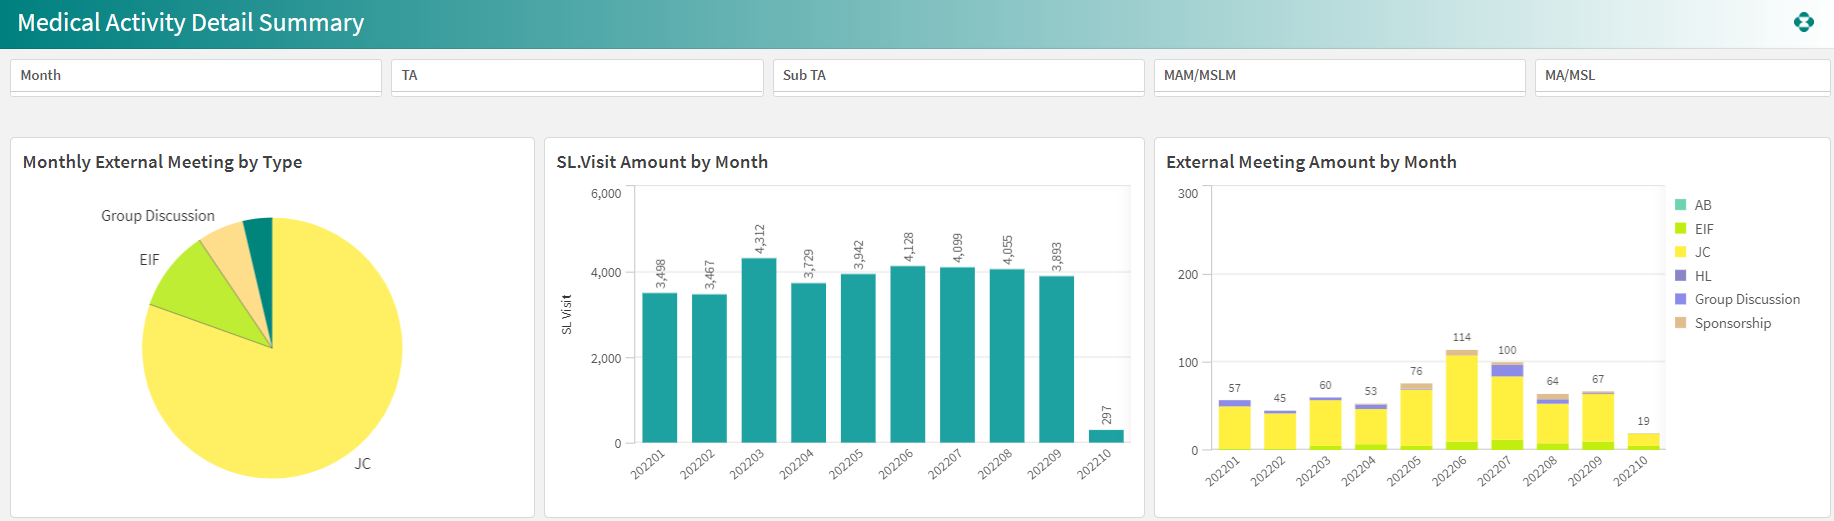 Medical Activity Detail Summary
Month
TA
Sub TA
MAM/MSLM
MA/MSL
Monthly External Meeting by Type
Group Discussion
EIF
JC
SL.Visit Amount by Month
SL Visit
6,000
4,000
2,000
0
3,498
3,467
4,312
3,729
3,942
4,128
4,099
4,055
3,893
297
202201
202202
202203
202204
202205
202206
202207
202208
202209
202210
External Meeting Amount by Month
300
200
100
0
57
45
60
53
76
114
100
64
67
19
202201
202202
202203
202204
202205
202206
202207
202208
202209
202210
AB
EIF
JC
HL
Group Discussion
Sponsorship